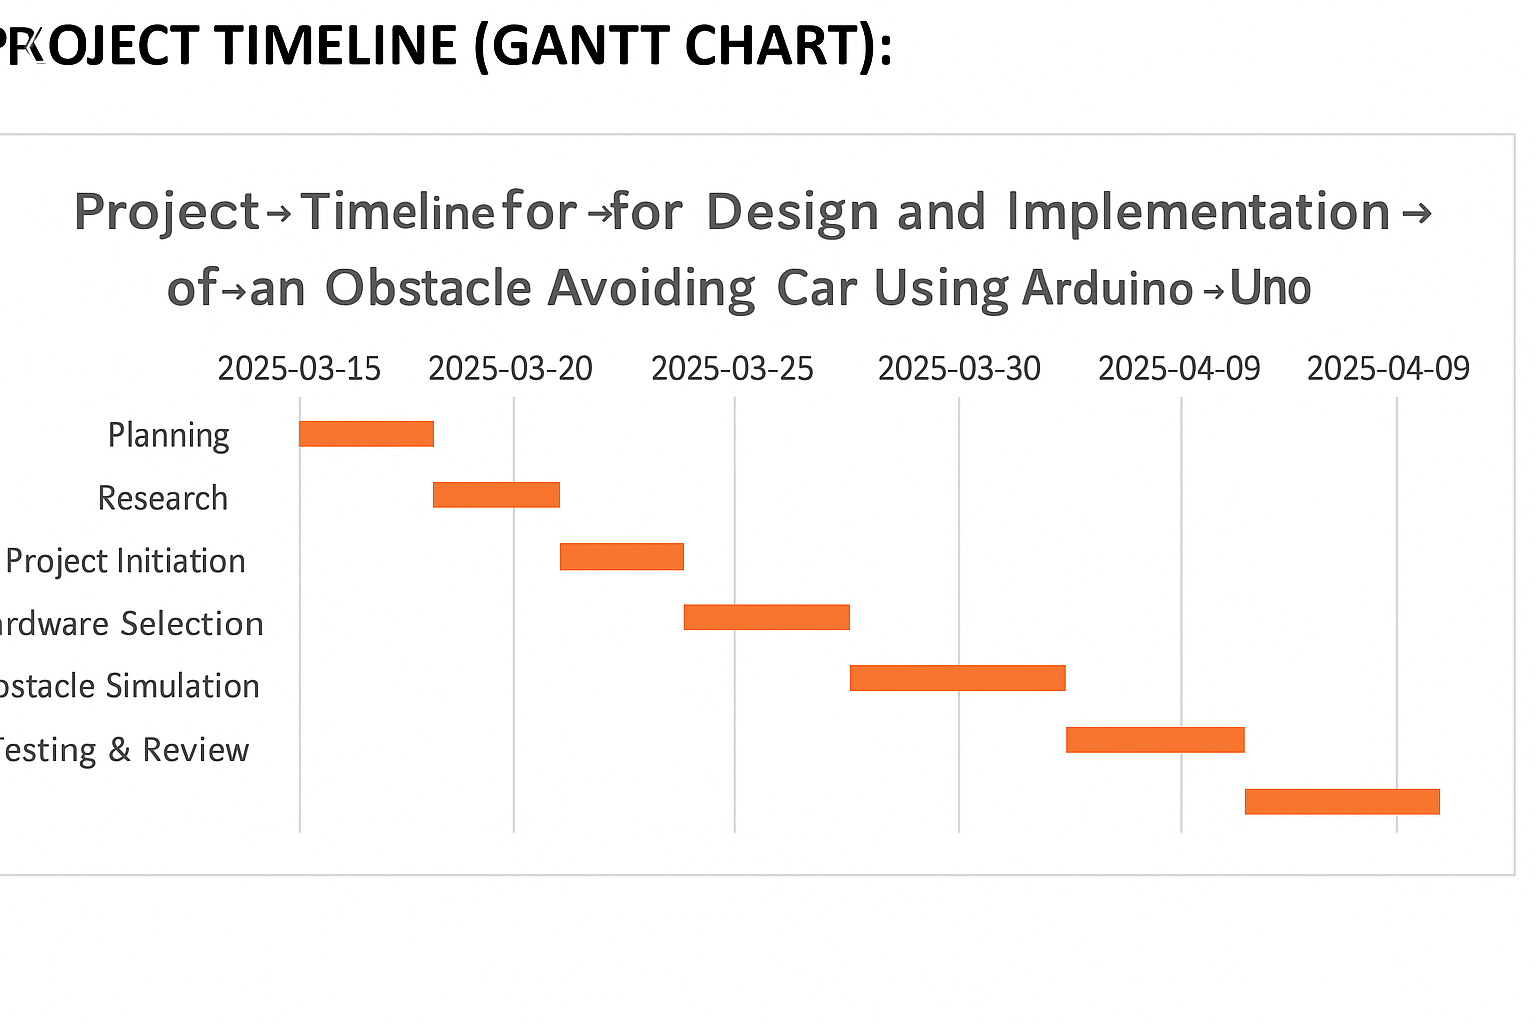 PROJECT TIMELINE (GANTT CHART):
Project→Timeline for →for Design and Implementation→
of→an Obstacle Avoiding Car Using Arduino→Uno
2025-03-15 2025-03-20 2025-03-25 2025-03-30 2025-04-09 2025-04-09
Planning
Research
Project Initiation
ardware Selection
bstacle Simulation
Testing & Review